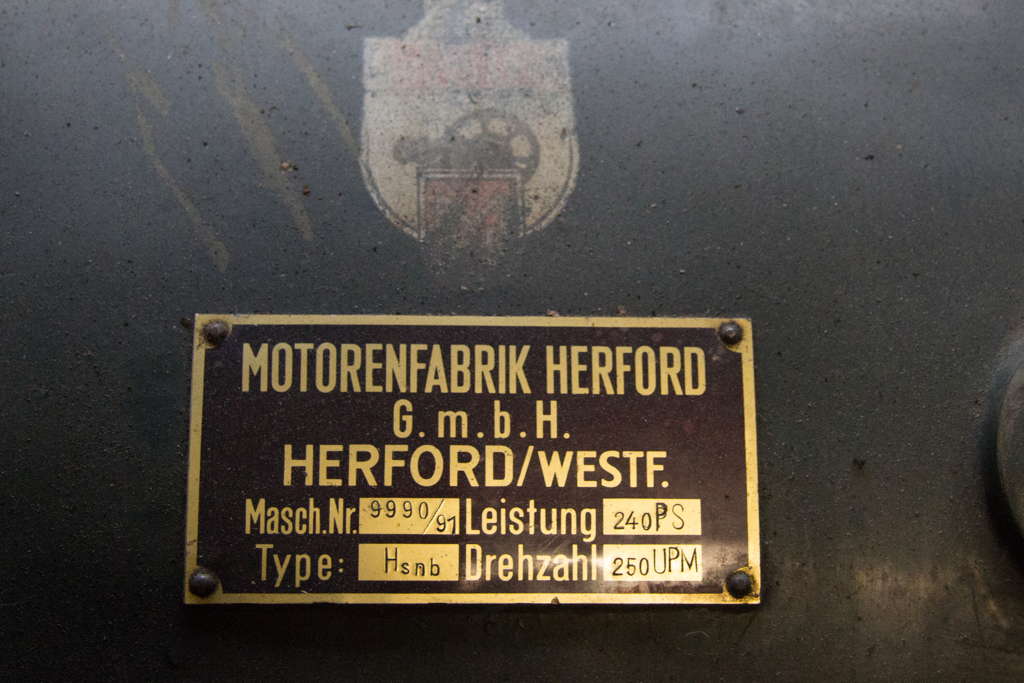 MOTORENFABRIK HERFORD
G.m.b.H.
HERFORD/WESTF.
Masch.Nr. 9990/91 Leistung 240PS
Type: Hsnb Drehzahl 250UPM